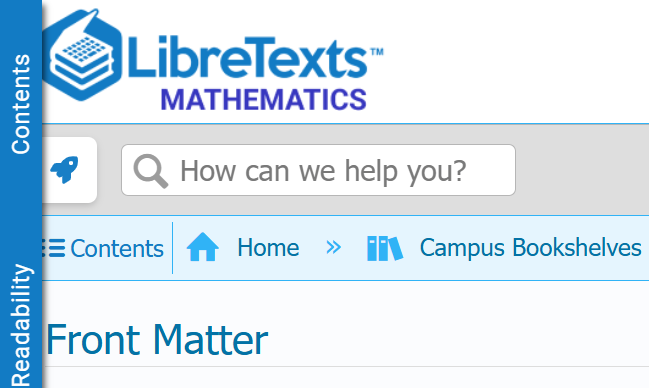 Contents
Readability
LibreTexts™
MATHEMATICS
How can we help you?
Contents Home » Campus Bookshelves
Front Matter